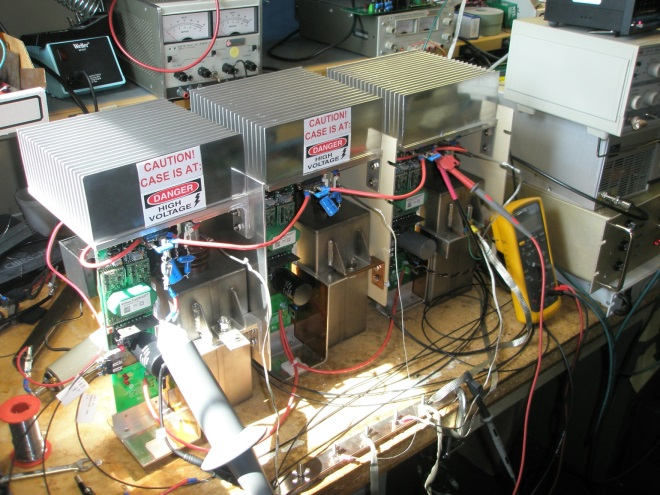 Weller
CAUTION!
CASE IS AT:
DANGER
HIGH
VOLTAGE
CAUTION!
CASE IS AT:
DANGER
HIGH
VOLTAGE